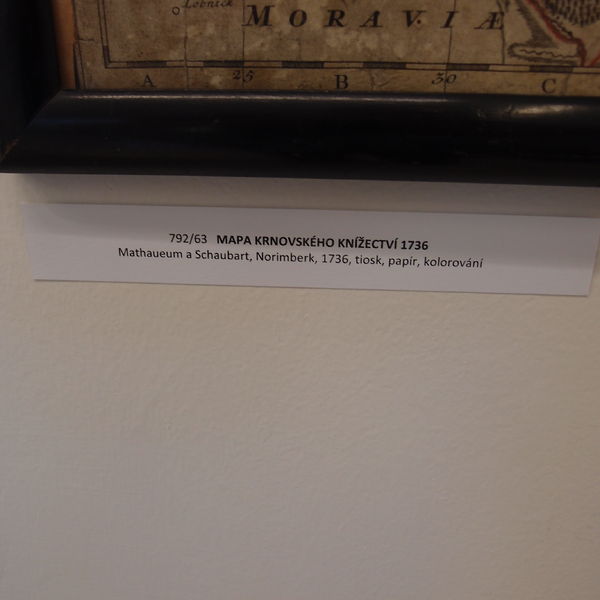 Lobnick
MORAVIÆ
A 25 B 30 C
792/63 MAPA KRNOVSKÉHO KNÍŽECTVÍ 1736
Mathaueum a Schaubart, Norimberk, 1736, tiosk, papír, kolorování